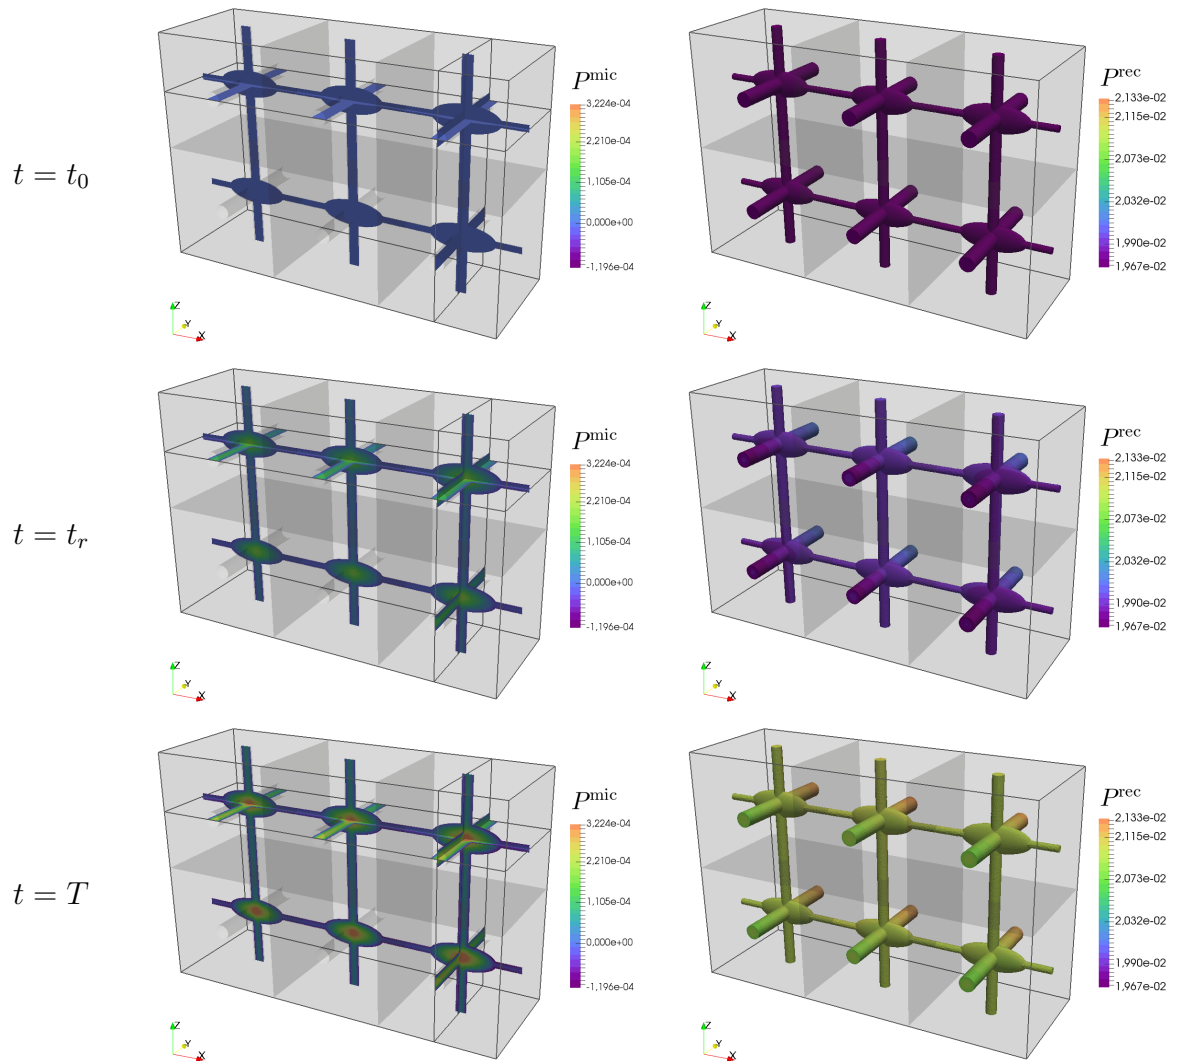 P^mic
3,224e-04
2,210e-04
1,105e-04
0,000e+00
-1,196e-04
P^rec
2,133e-02
2,115e-02
2,073e-02
2,032e-02
1,990e-02
1,967e-02
t = t_0
Z
Y
X
Z
Y
X
P^mic
3,224e-04
2,210e-04
1,105e-04
0,000e+00
-1,196e-04
P^rec
2,133e-02
2,115e-02
2,073e-02
2,032e-02
1,990e-02
1,967e-02
t = t_r
Z
Y
X
Z
Y
X
P^mic
3,224e-04
2,210e-04
1,105e-04
0,000e+00
-1,196e-04
P^rec
2,133e-02
2,115e-02
2,073e-02
2,032e-02
1,990e-02
1,967e-02
t = T
Z
Y
X
Z
Y
X